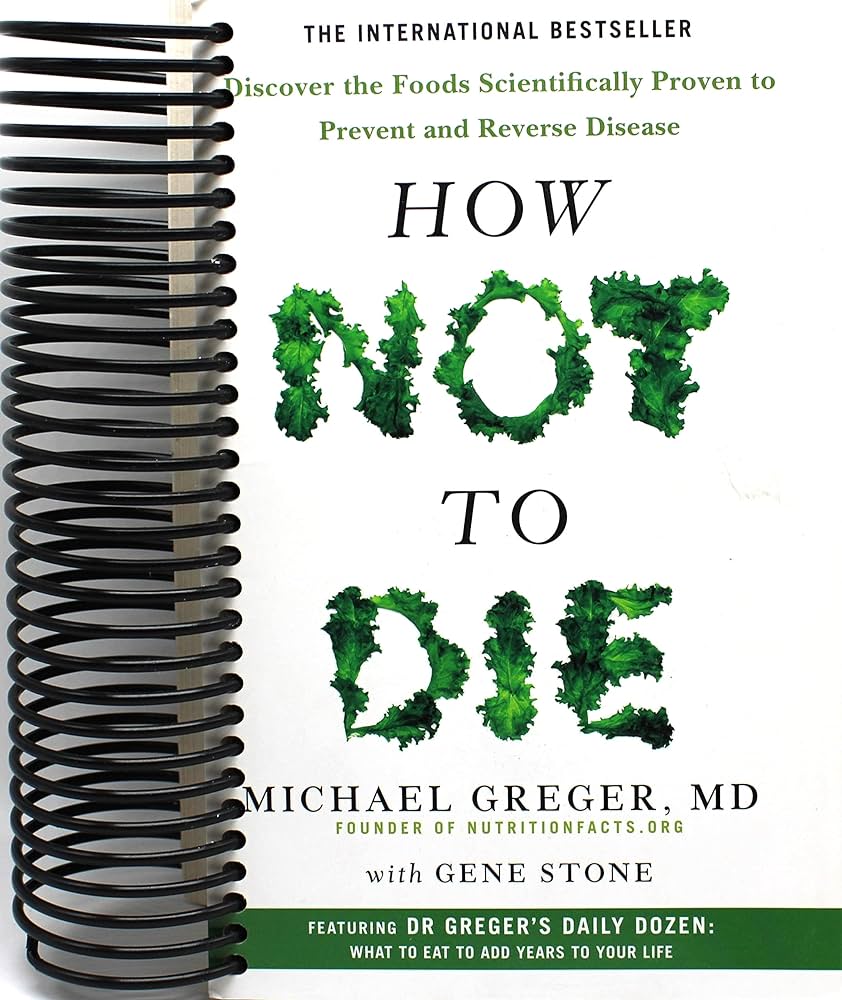 THE INTERNATIONAL BESTSELLER
Discover the Foods Scientifically Proven to
Prevent and Reverse Disease
HOW
NOT
TO
DIE
MICHAEL GREGER, MD
FOUNDER OF NUTRITIONFACTS.ORG
with GENE STONE
FEATURING DR GREGER'S DAILY DOZEN:
WHAT TO EAT TO ADD YEARS TO YOUR LIFE